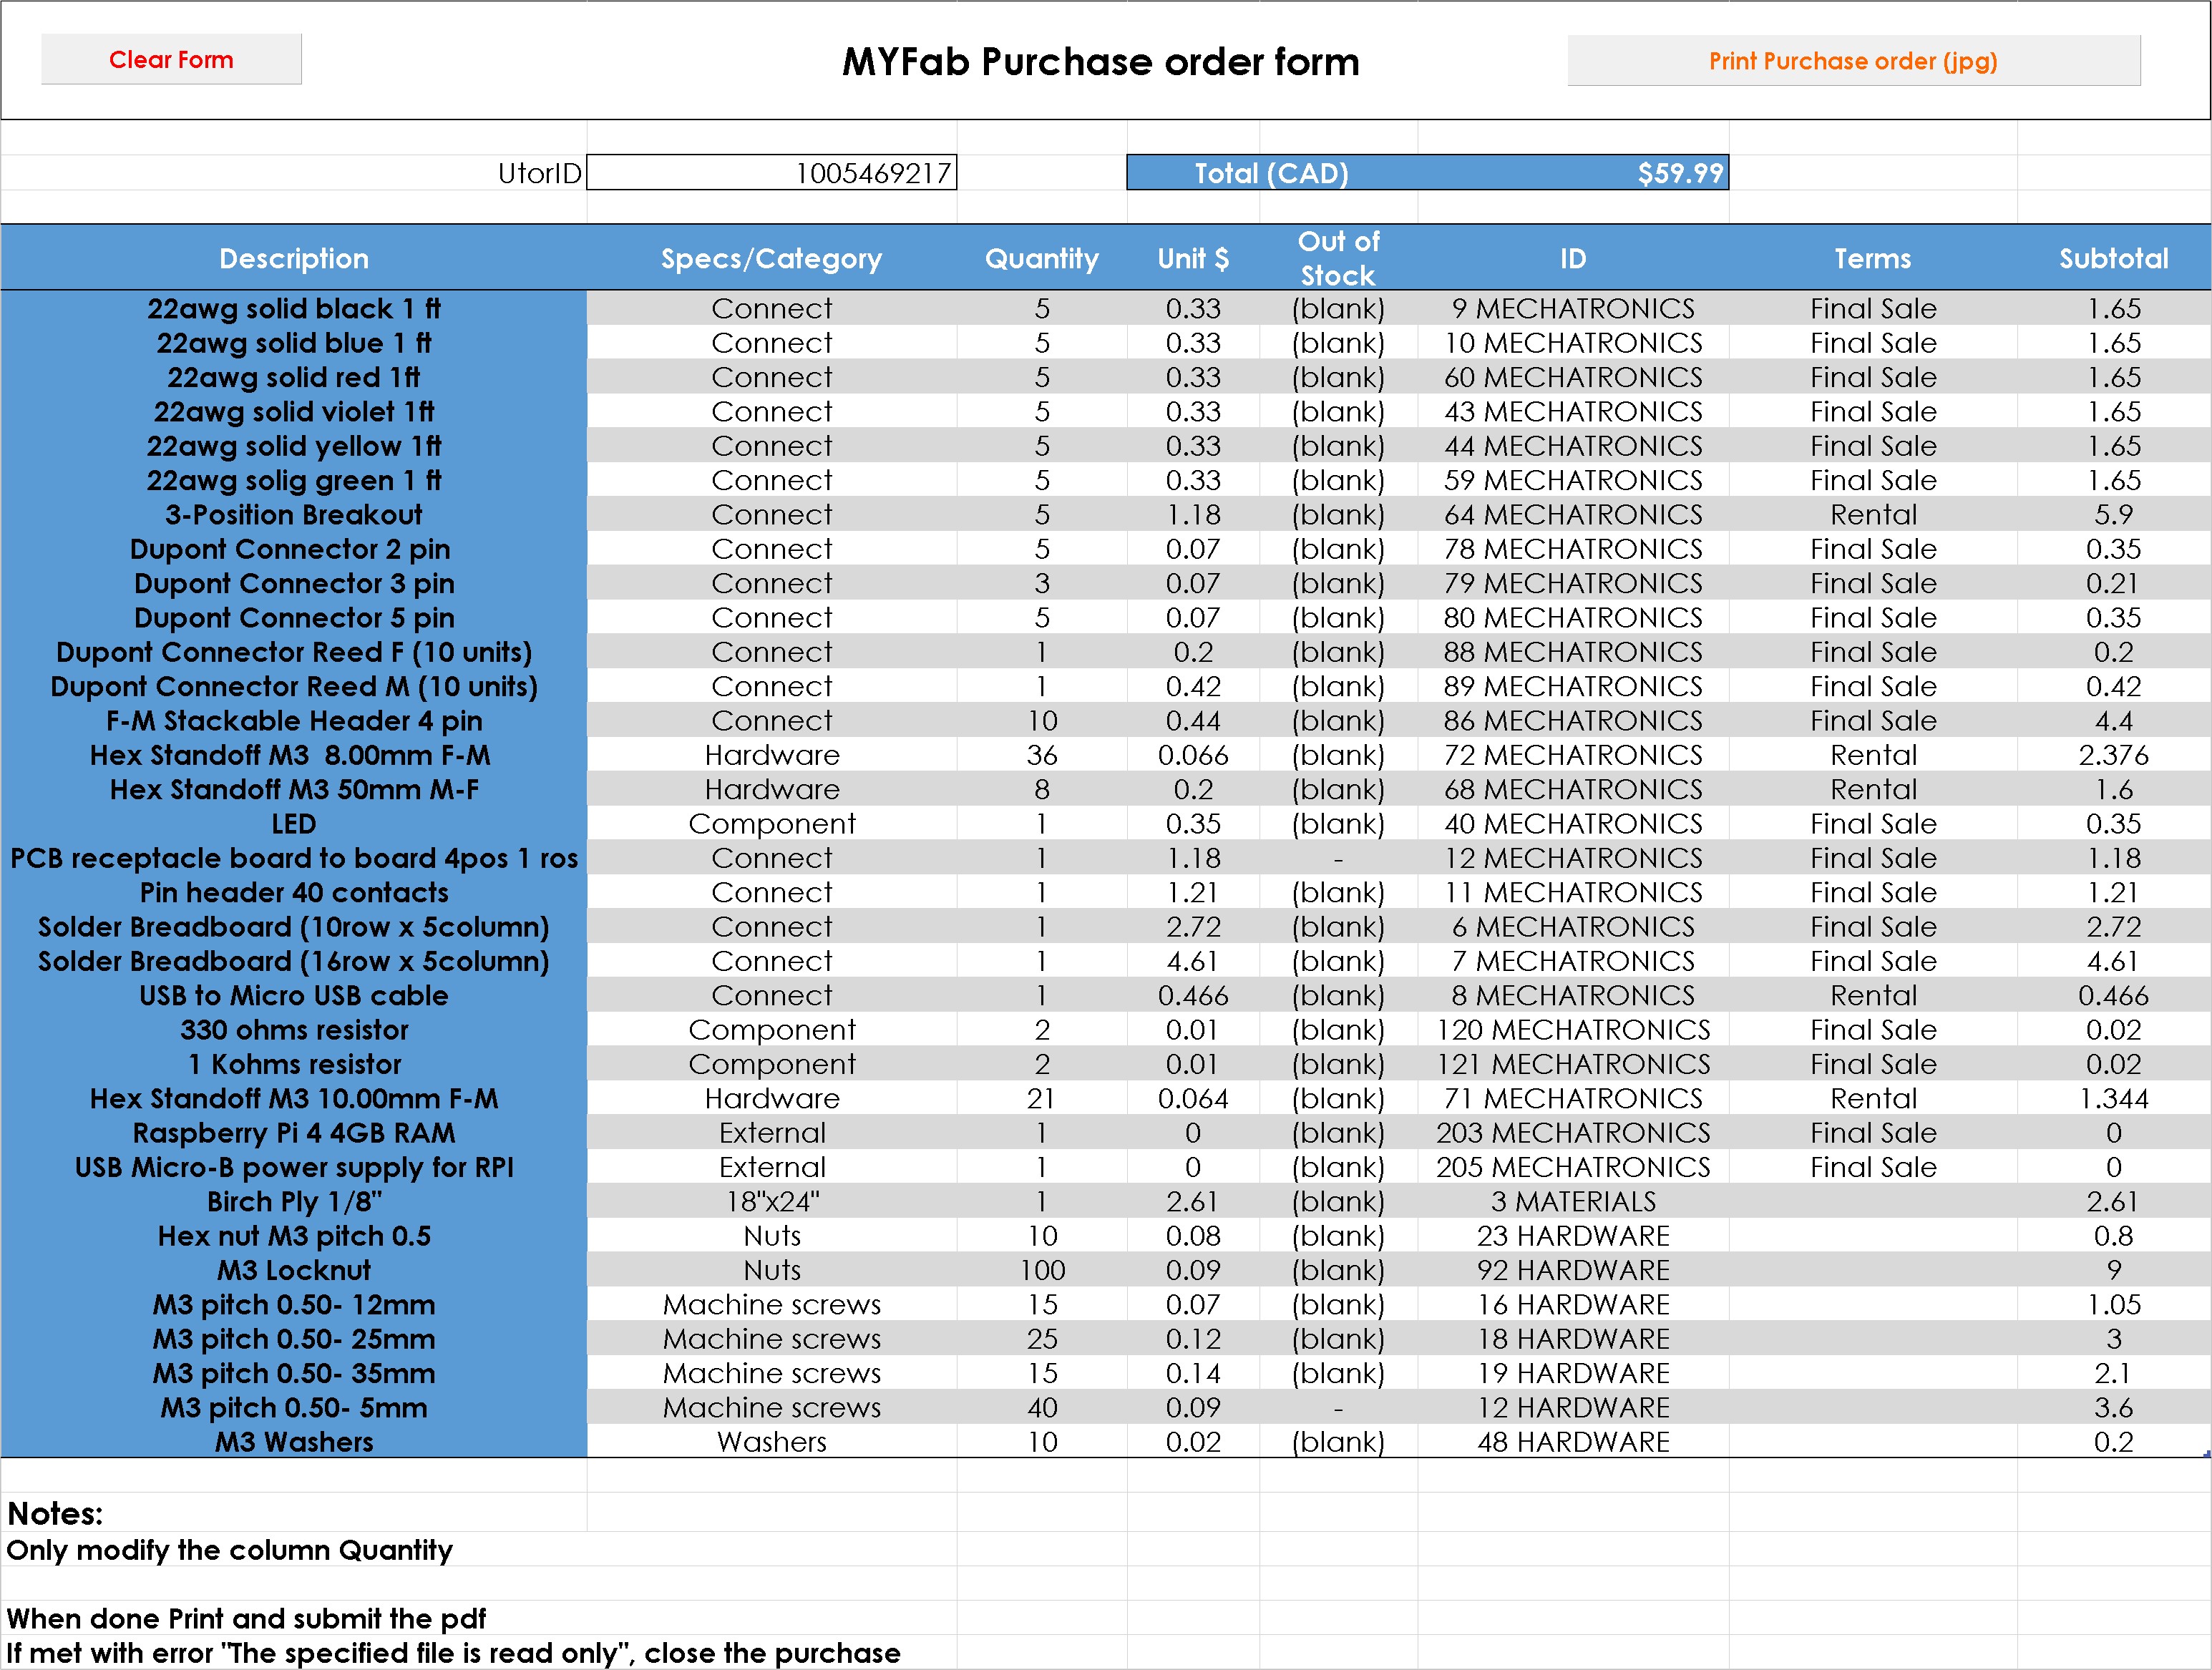 Clear Form MYFab Purchase order form Print Purchase order (jpg)
UtorID 1005469217 Total (CAD) $59.99
Description Specs/Category Quantity Unit $ Out of Stock ID Terms Subtotal
22awg solid black 1 ft Connect 5 0.33 (blank) 9 MECHATRONICS Final Sale 1.65
22awg solid blue 1 ft Connect 5 0.33 (blank) 10 MECHATRONICS Final Sale 1.65
22awg solid red 1ft Connect 5 0.33 (blank) 60 MECHATRONICS Final Sale 1.65
22awg solid violet 1ft Connect 5 0.33 (blank) 43 MECHATRONICS Final Sale 1.65
22awg solid yellow 1ft Connect 5 0.33 (blank) 44 MECHATRONICS Final Sale 1.65
22awg solig green 1 ft Connect 5 0.33 (blank) 59 MECHATRONICS Final Sale 1.65
3-Position Breakout Connect 5 1.18 (blank) 64 MECHATRONICS Rental 5.9
Dupont Connector 2 pin Connect 5 0.07 (blank) 78 MECHATRONICS Final Sale 0.35
Dupont Connector 3 pin Connect 3 0.07 (blank) 79 MECHATRONICS Final Sale 0.21
Dupont Connector 5 pin Connect 5 0.07 (blank) 80 MECHATRONICS Final Sale 0.35
Dupont Connector Reed F (10 units) Connect 1 0.2 (blank) 88 MECHATRONICS Final Sale 0.2
Dupont Connector Reed M (10 units) Connect 1 0.42 (blank) 89 MECHATRONICS Final Sale 0.42
F-M Stackable Header 4 pin Connect 10 0.44 (blank) 86 MECHATRONICS Final Sale 4.4
Hex Standoff M3 8.00mm F-M Hardware 36 0.066 (blank) 72 MECHATRONICS Rental 2.376
Hex Standoff M3 50mm M-F Hardware 8 0.2 (blank) 68 MECHATRONICS Rental 1.6
LED Component 1 0.35 (blank) 40 MECHATRONICS Final Sale 0.35
PCB receptacle board to board 4pos 1 ros Connect 1 1.18 - 12 MECHATRONICS Final Sale 1.18
Pin header 40 contacts Connect 1 1.21 (blank) 11 MECHATRONICS Final Sale 1.21
Solder Breadboard (10row x 5column) Connect 1 2.72 (blank) 6 MECHATRONICS Final Sale 2.72
Solder Breadboard (16row x 5column) Connect 1 4.61 (blank) 7 MECHATRONICS Final Sale 4.61
USB to Micro USB cable Connect 1 0.466 (blank) 8 MECHATRONICS Rental 0.466
330 ohms resistor Component 2 0.01 (blank) 120 MECHATRONICS Final Sale 0.02
1 Kohms resistor Component 2 0.01 (blank) 121 MECHATRONICS Final Sale 0.02
Hex Standoff M3 10.00mm F-M Hardware 21 0.064 (blank) 71 MECHATRONICS Rental 1.344
Raspberry Pi 4 4GB RAM External 1 0 (blank) 203 MECHATRONICS Final Sale 0
USB Micro-B power supply for RPI External 1 0 (blank) 205 MECHATRONICS Final Sale 0
Birch Ply 1/8" 18"x24" 1 2.61 (blank) 3 MATERIALS 2.61
Hex nut M3 pitch 0.5 Nuts 10 0.08 (blank) 23 HARDWARE 0.8
M3 Locknut Nuts 100 0.09 (blank) 92 HARDWARE 9
M3 pitch 0.50- 12mm Machine screws 15 0.07 (blank) 16 HARDWARE 1.05
M3 pitch 0.50- 25mm Machine screws 25 0.12 (blank) 18 HARDWARE 3
M3 pitch 0.50- 35mm Machine screws 15 0.14 (blank) 19 HARDWARE 2.1
M3 pitch 0.50- 5mm Machine screws 40 0.09 - 12 HARDWARE 3.6
M3 Washers Washers 10 0.02 (blank) 48 HARDWARE 0.2
Notes:
Only modify the column Quantity
When done Print and submit the pdf
If met with error "The specified file is read only", close the purchase